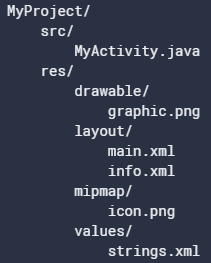 MyProject/
    src/
        MyActivity.java
    res/
        drawable/
            graphic.png
        layout/
            main.xml
            info.xml
        mipmap/
            icon.png
        values/
            strings.xml